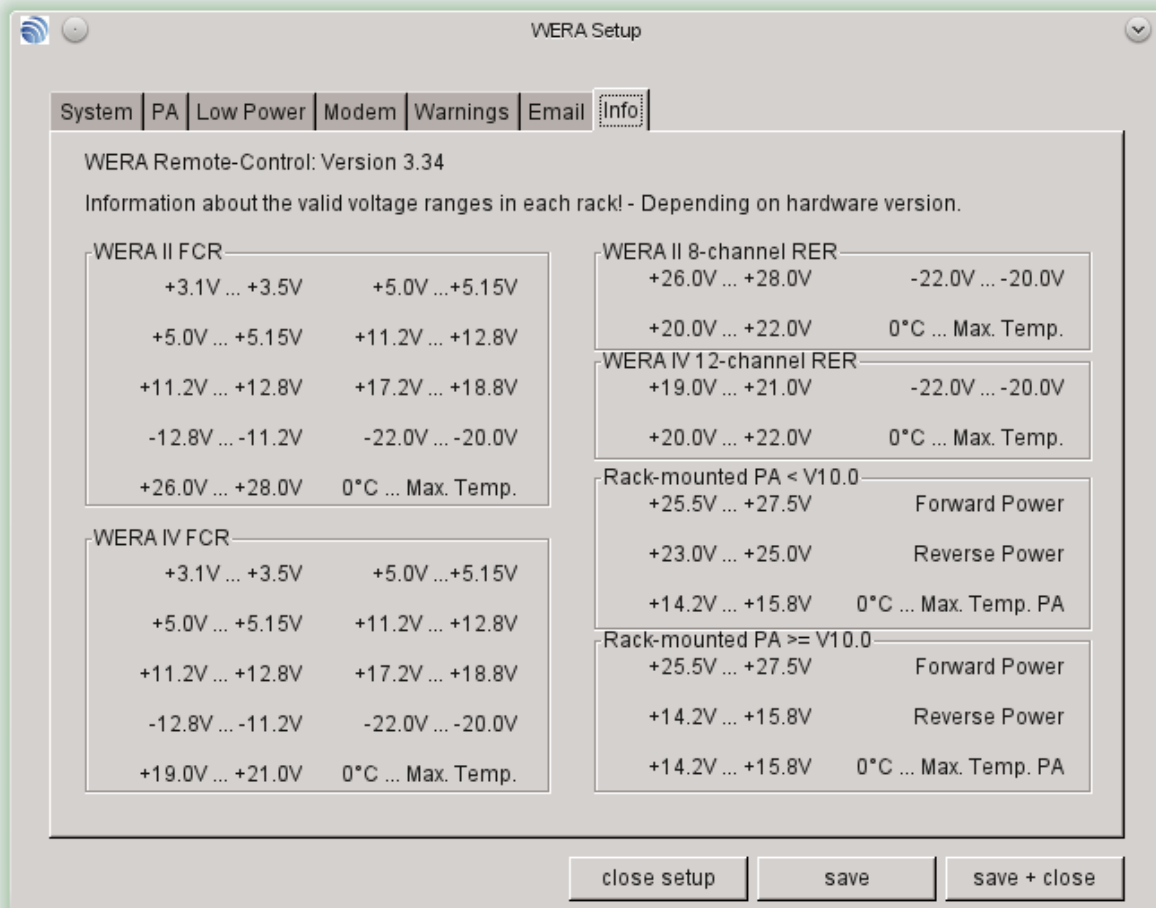 WERA Setup
System PA Low Power Modem Warnings Email Info
WERA Remote-Control: Version 3.34
Information about the valid voltage ranges in each rack! - Depending on hardware version.
WERA II FCR
+3.1V ... +3.5V +5.0V ...+5.15V
+5.0V ... +5.15V +11.2V ... +12.8V
+11.2V ... +12.8V +17.2V ... +18.8V
-12.8V ... -11.2V -22.0V ... -20.0V
+26.0V ... +28.0V 0°C ... Max. Temp.
WERA IV FCR
+3.1V ... +3.5V +5.0V ...+5.15V
+5.0V ... +5.15V +11.2V ... +12.8V
+11.2V ... +12.8V +17.2V ... +18.8V
-12.8V ... -11.2V -22.0V ... -20.0V
+19.0V ... +21.0V 0°C ... Max. Temp.
WERA II 8-channel RER
+26.0V ... +28.0V -22.0V ... -20.0V
+20.0V ... +22.0V 0°C ... Max. Temp.
WERA IV 12-channel RER
+19.0V ... +21.0V -22.0V ... -20.0V
+20.0V ... +22.0V 0°C ... Max. Temp.
Rack-mounted PA < V10.0
+25.5V ... +27.5V Forward Power
+23.0V ... +25.0V Reverse Power
+14.2V ... +15.8V 0°C ... Max. Temp. PA
Rack-mounted PA >= V10.0
+25.5V ... +27.5V Forward Power
+14.2V ... +15.8V Reverse Power
+14.2V ... +15.8V 0°C ... Max. Temp. PA
close setup save save + close